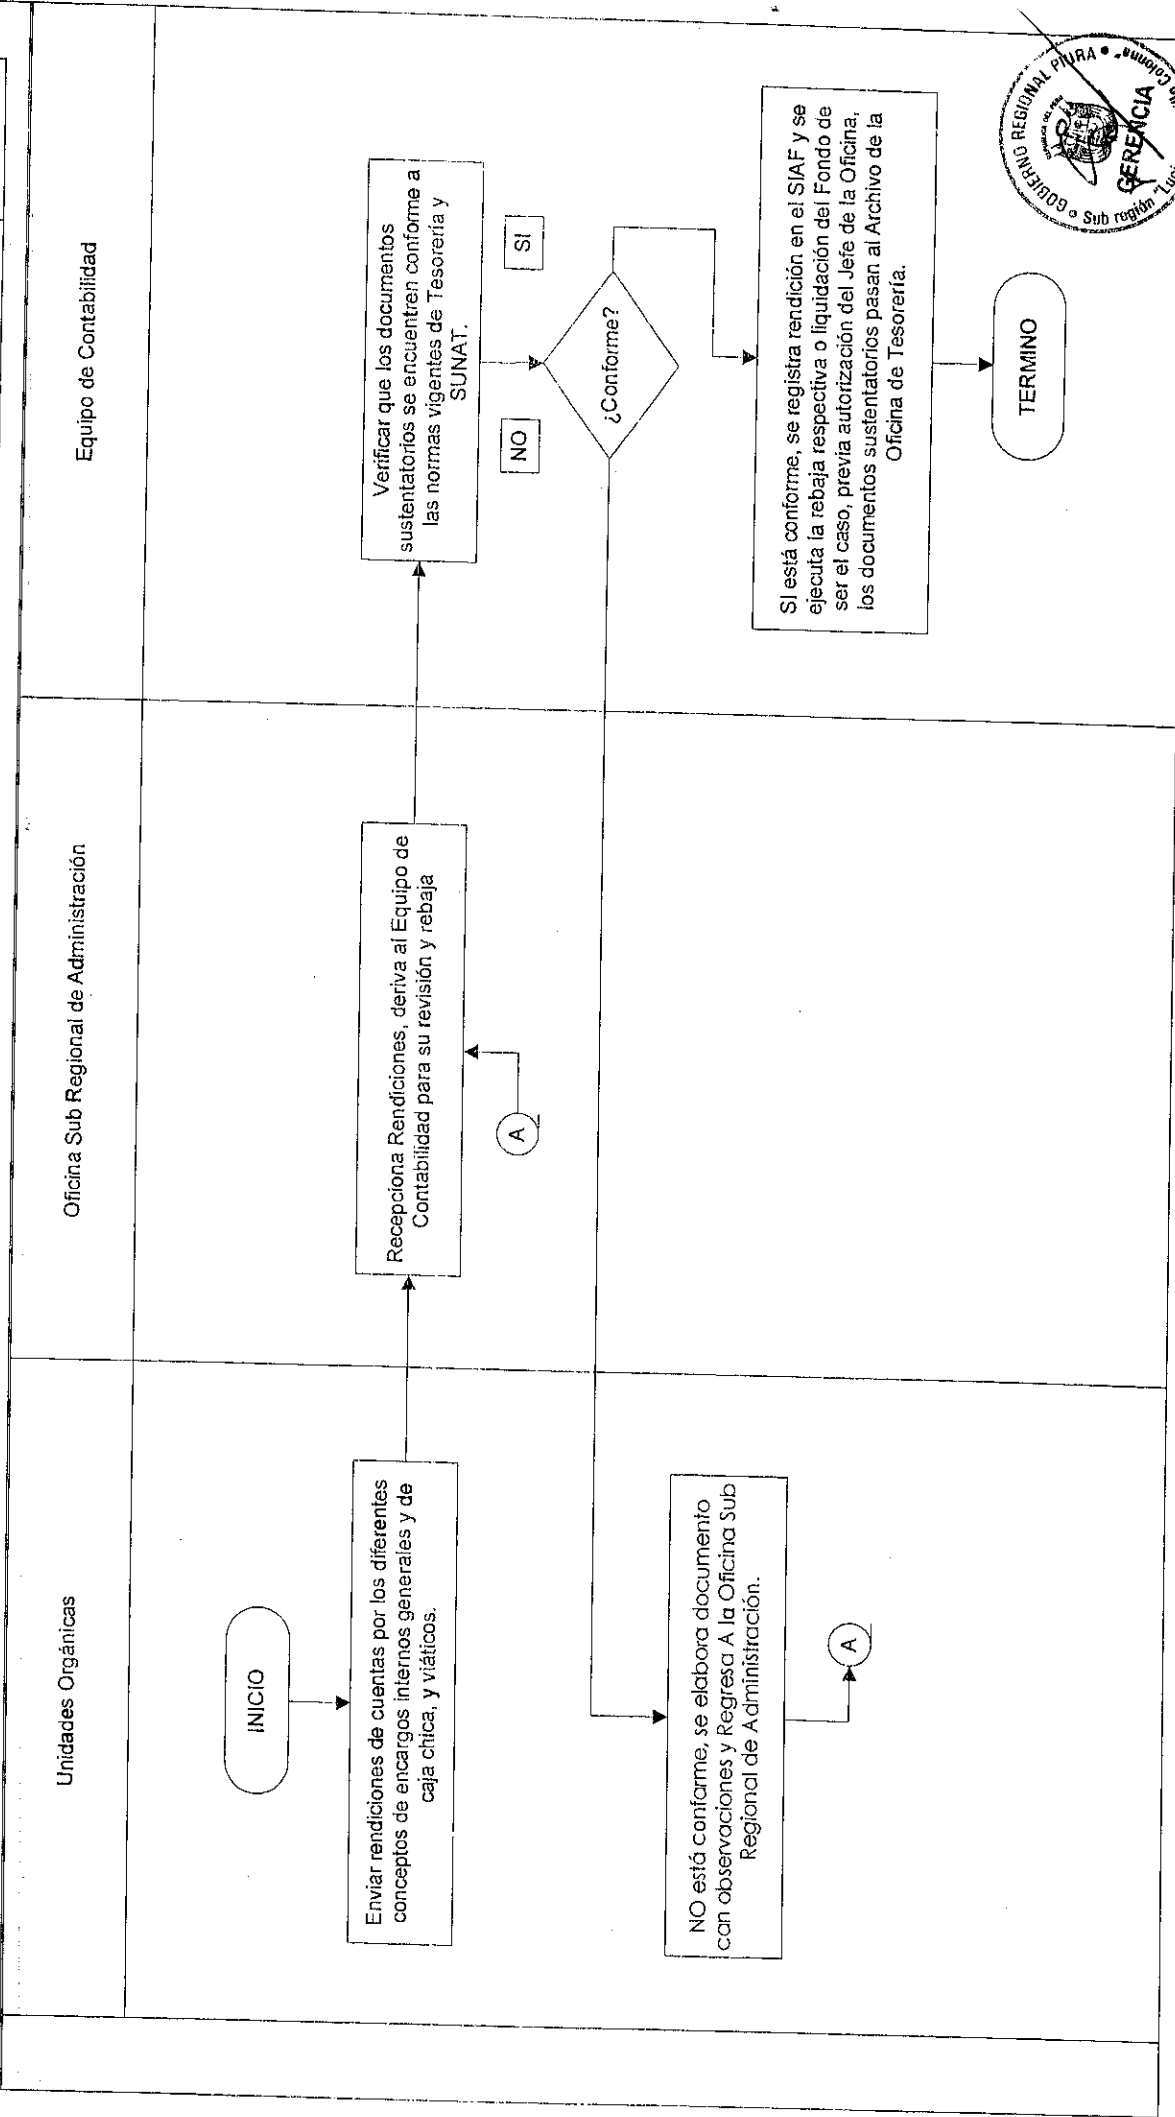 Unidades Orgánicas
Oficina Sub Regional de Administración
Equipo de Contabilidad
INICIO
Enviar rendiciones de cuentas por los diferentes
conceptos de encargos internos generales y de
caja chica, y viáticos.
Recepciona Rendiciones, deriva al Equipo de
Contabilidad para su revisión y rebaja
A
Verificar que los documentos
sustentatorios se encuentren conforme a
las normas vigentes de Tesorería y
SUNAT.
NO
SI
¿Conforme?
NO está conforme, se elabora documento
con observaciones y Regresa A la Oficina Sub
Regional de Administración.
A
SI está conforme, se registra rendición en el SIAF y se
ejecuta la rebaja respectiva o liquidación del Fondo de
ser el caso, previa autorización del Jefe de la Oficina,
los documentos sustentatorios pasan al Archivo de la
Oficina de Tesorería.
TERMINO
GOBIERNO REGIONAL PIURA
GERENCIA
Sub región
Colonna"